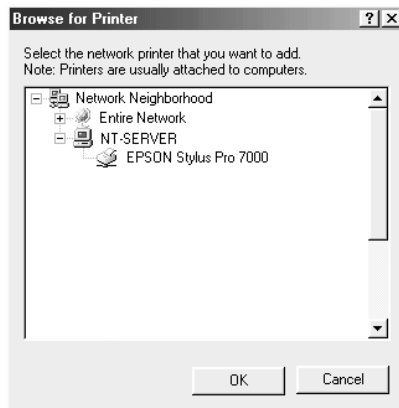 Browse for Printer
Select the network printer that you want to add.
Note: Printers are usually attached to computers.
Network Neighborhood
Entire Network
NT-SERVER
EPSON Stylus Pro 7000
OK Cancel